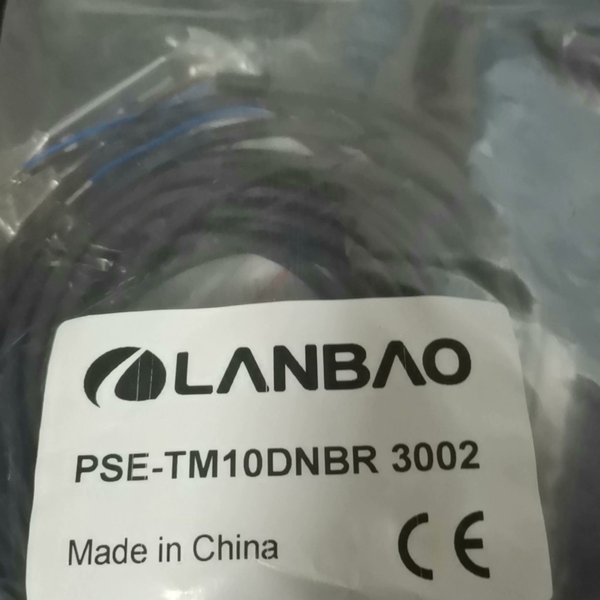 LANBAO
PSE-TM10DNBR 3002
Made in China
CE